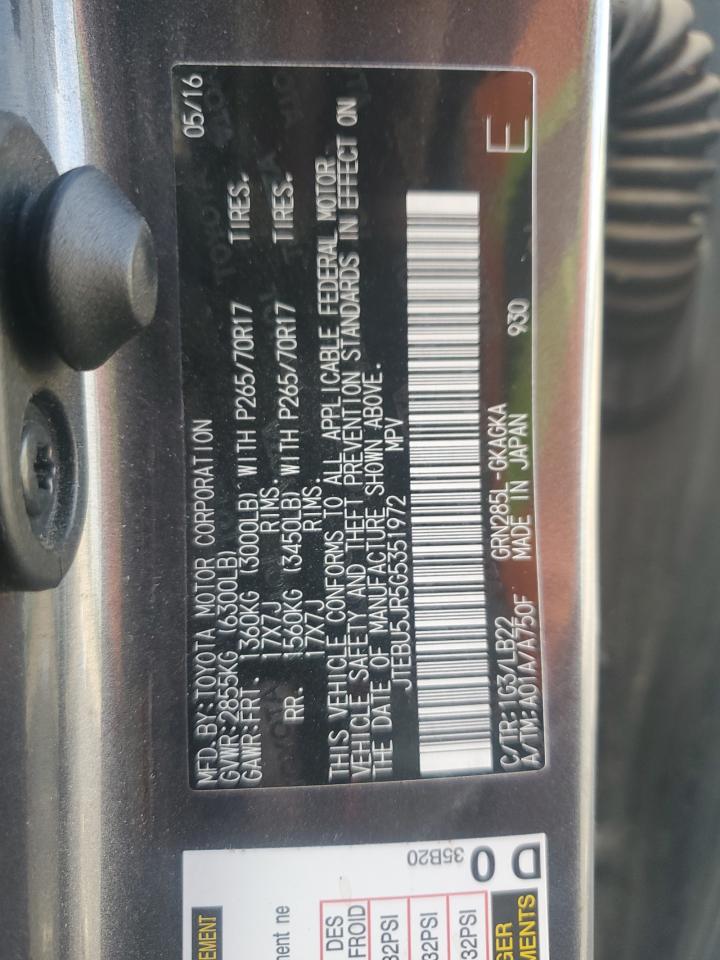 MFD.BY:TOYOTA MOTOR CORPORATION 05/16
GVWR:2855KG (6300LB)
GAWR:FRT. 1360KG (3000LB) WITH P265/70R17 TIRES.
17X7J RIMS.
RR. 1560KG (3450LB) WITH P265/70R17 TIRES.
17X7J RIMS.
THIS VEHICLE CONFORMS TO ALL APPLICABLE FEDERAL MOTOR
VEHICLE SAFETY AND THEFT PREVENTION STANDARDS IN EFFECT ON
THE DATE OF MANUFACTURE SHOWN ABOVE.
JTEBU5JR5G5351972 MPV
C/TR:1G3/LB22 GRN285L-GKAGKA 930 E
A/TM:A01A/A750F MADE IN JAPAN
EMENT
ment ne
DES
FROID
35B20
32PSI
32PSI
32PSI
D O
GER
MENTS